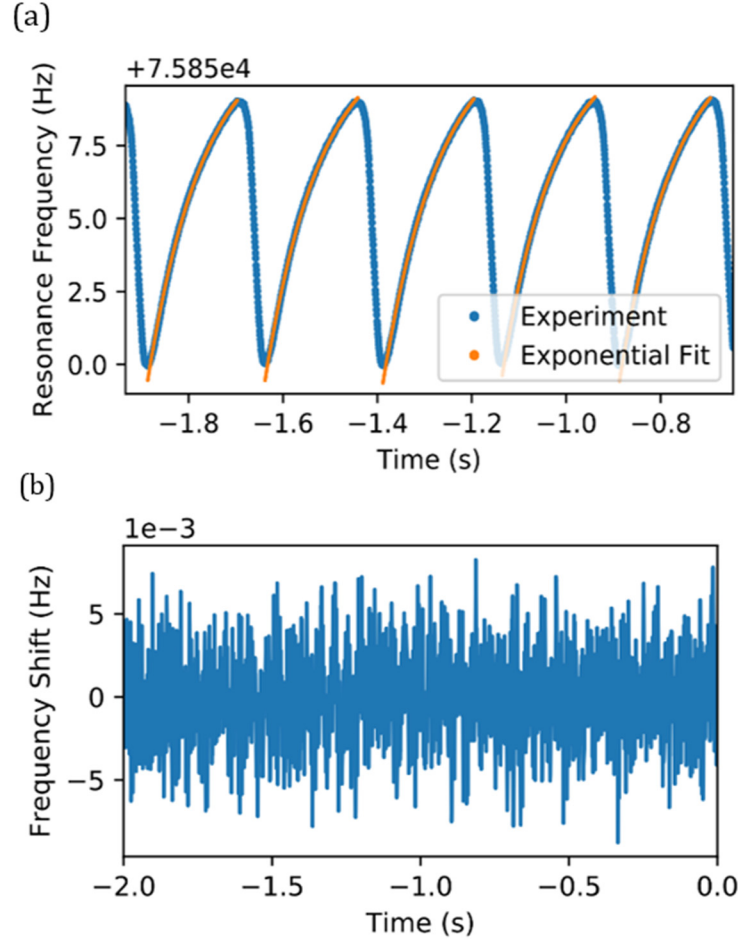 (a)
+7.585e4
Resonance Frequency (Hz)
7.5
5.0
2.5
0.0
Experiment
Exponential Fit
−1.8 −1.6 −1.4 −1.2 −1.0 −0.8
Time (s)
(b)
1e−3
Frequency Shift (Hz)
5
0
−5
−2.0 −1.5 −1.0 −0.5 0.0
Time (s)